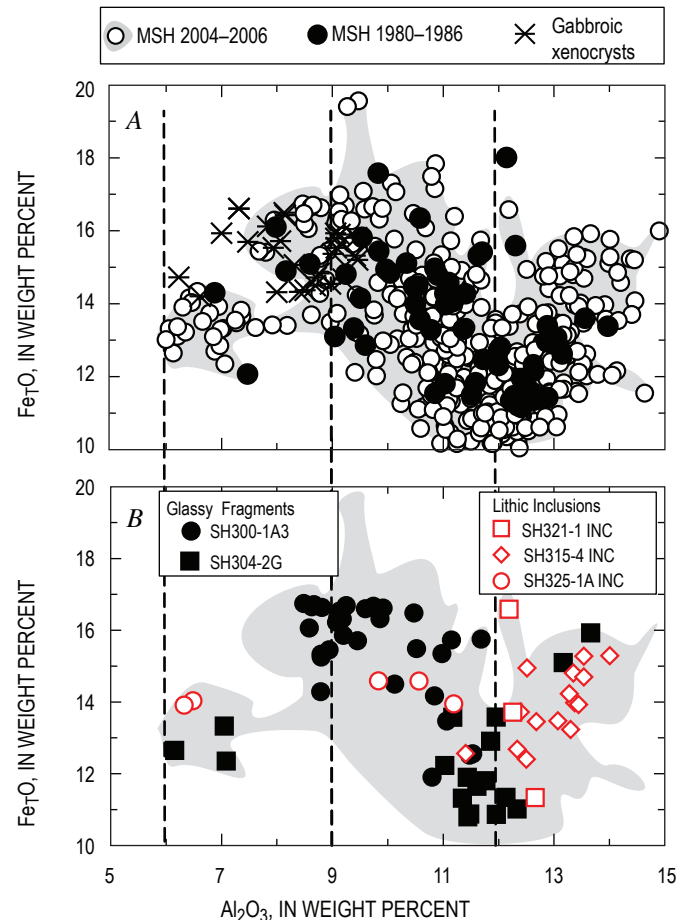 MSH 2004–2006
MSH 1980–1986
Gabbroic
xenocrysts
20
A
18
16
14
12
10
FeTO, IN WEIGHT PERCENT
20
B
Glassy Fragments
SH300-1A3
SH304-2G
Lithic Inclusions
SH321-1 INC
SH315-4 INC
SH325-1A INC
18
16
14
12
10
FeTO, IN WEIGHT PERCENT
5 7 9 11 13 15
Al2O3, IN WEIGHT PERCENT